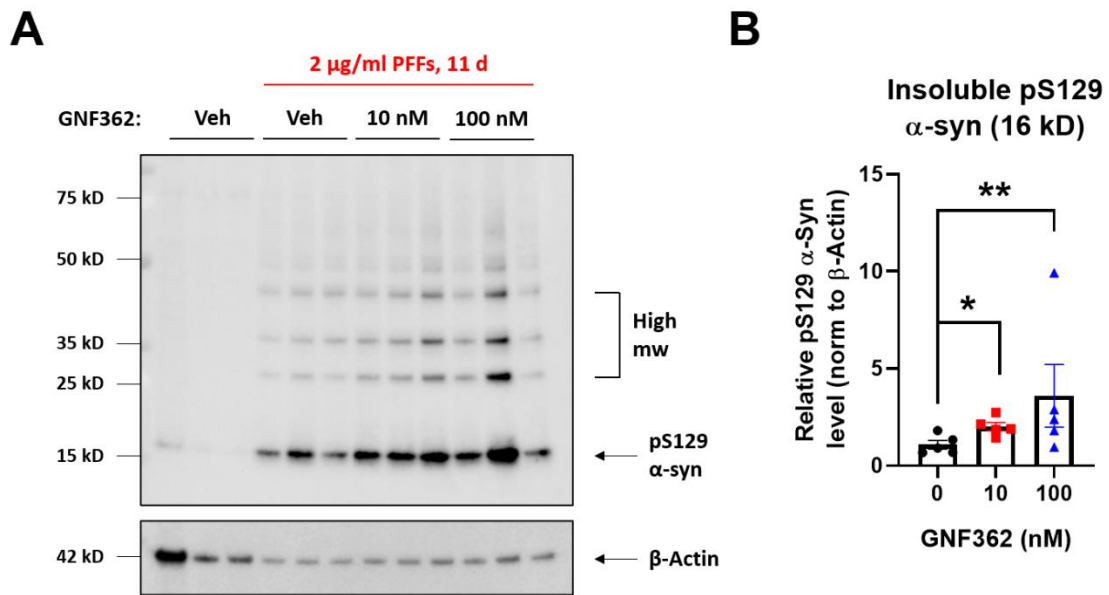 A
2 µg/ml PFFs, 11 d
GNF362: Veh Veh 10 nM 100 nM
75 kD
50 kD
35 kD
25 kD
15 kD
High
mw
pS129
α-syn
42 kD
β-Actin
B
Insoluble pS129
α-syn (16 kD)
Relative pS129 α-Syn
level (norm to β-Actin)
15
10
5
0
**
*
0 10 100
GNF362 (nM)